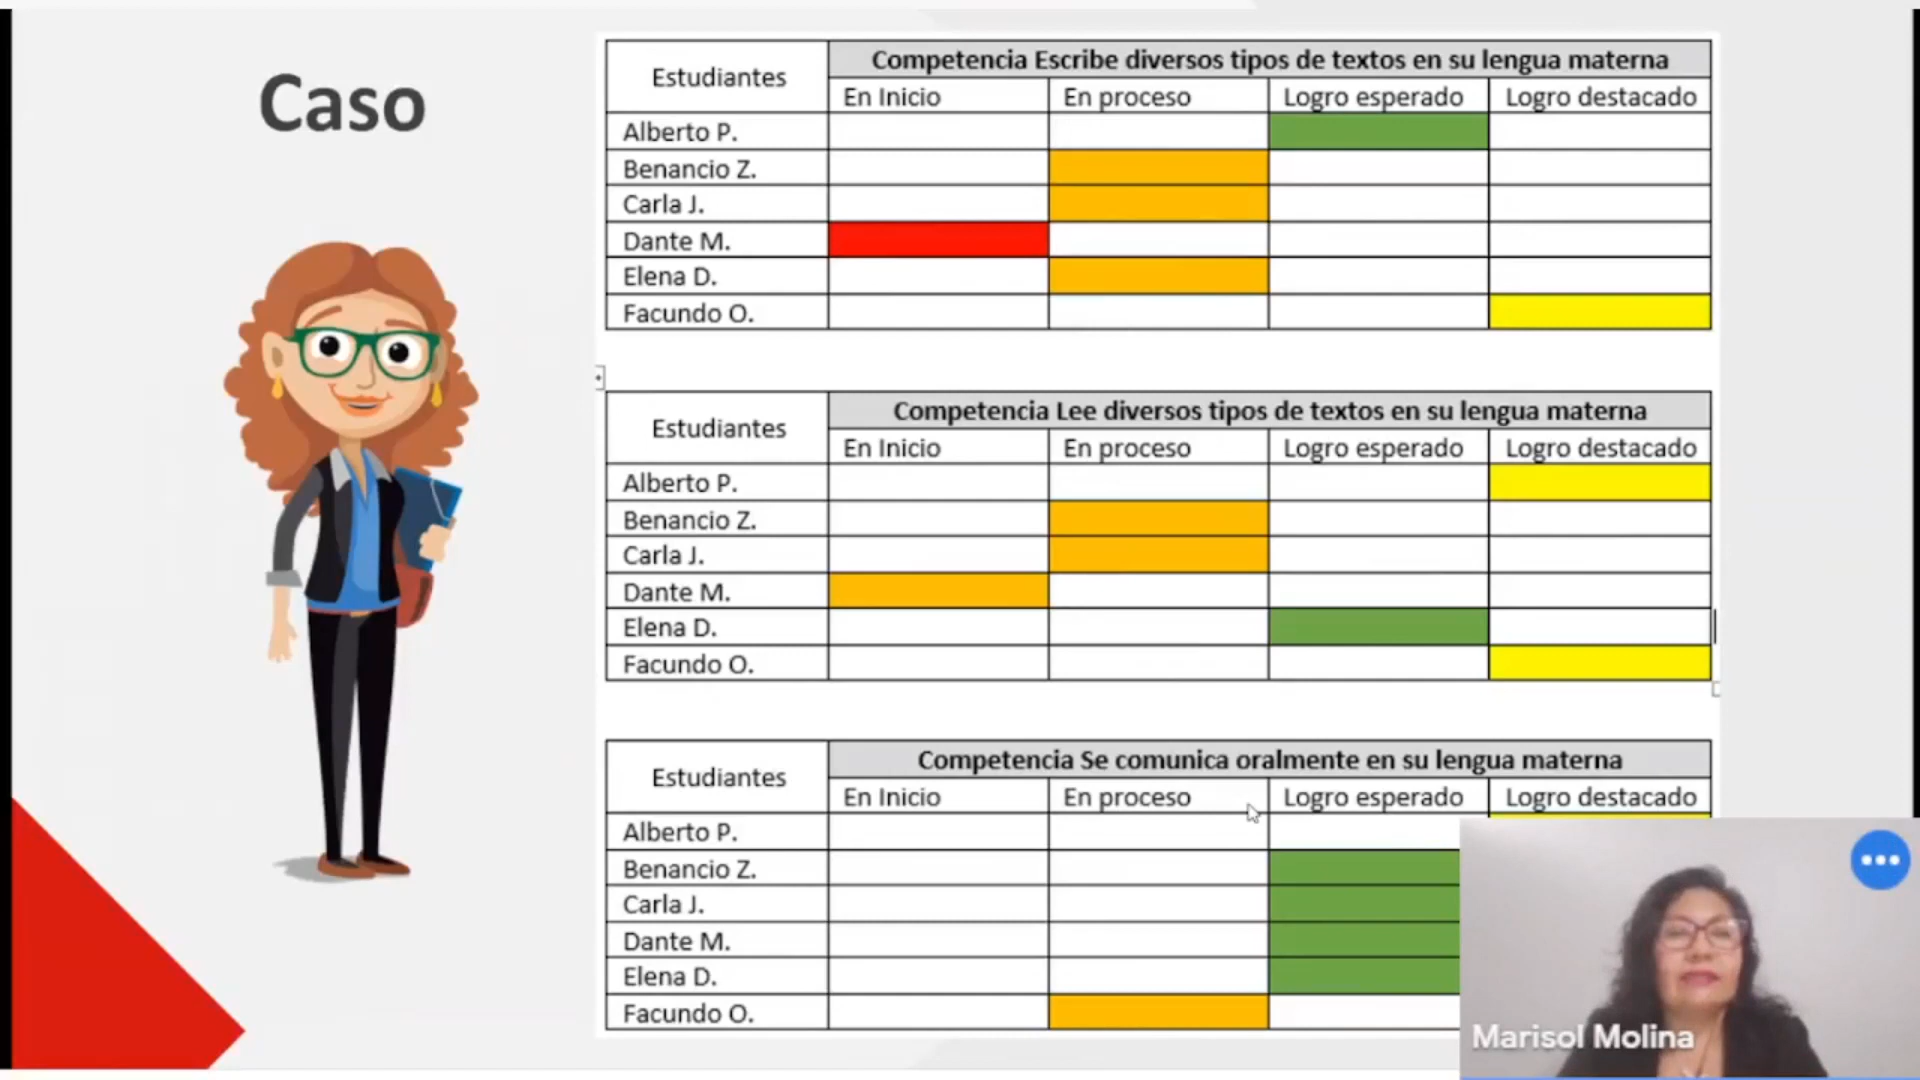 Caso
Estudiantes
Competencia Escribe diversos tipos de textos en su lengua materna
En Inicio En proceso Logro esperado Logro destacado
Alberto P.
Benancio Z.
Carla J.
Dante M.
Elena D.
Facundo O.
Estudiantes
Competencia Lee diversos tipos de textos en su lengua materna
En Inicio En proceso Logro esperado Logro destacado
Alberto P.
Benancio Z.
Carla J.
Dante M.
Elena D.
Facundo O.
Estudiantes
Competencia Se comunica oralmente en su lengua materna
En Inicio En proceso Logro esperado Logro destacado
Alberto P.
Benancio Z.
Carla J.
Dante M.
Elena D.
Facundo O.
Marisol Molina